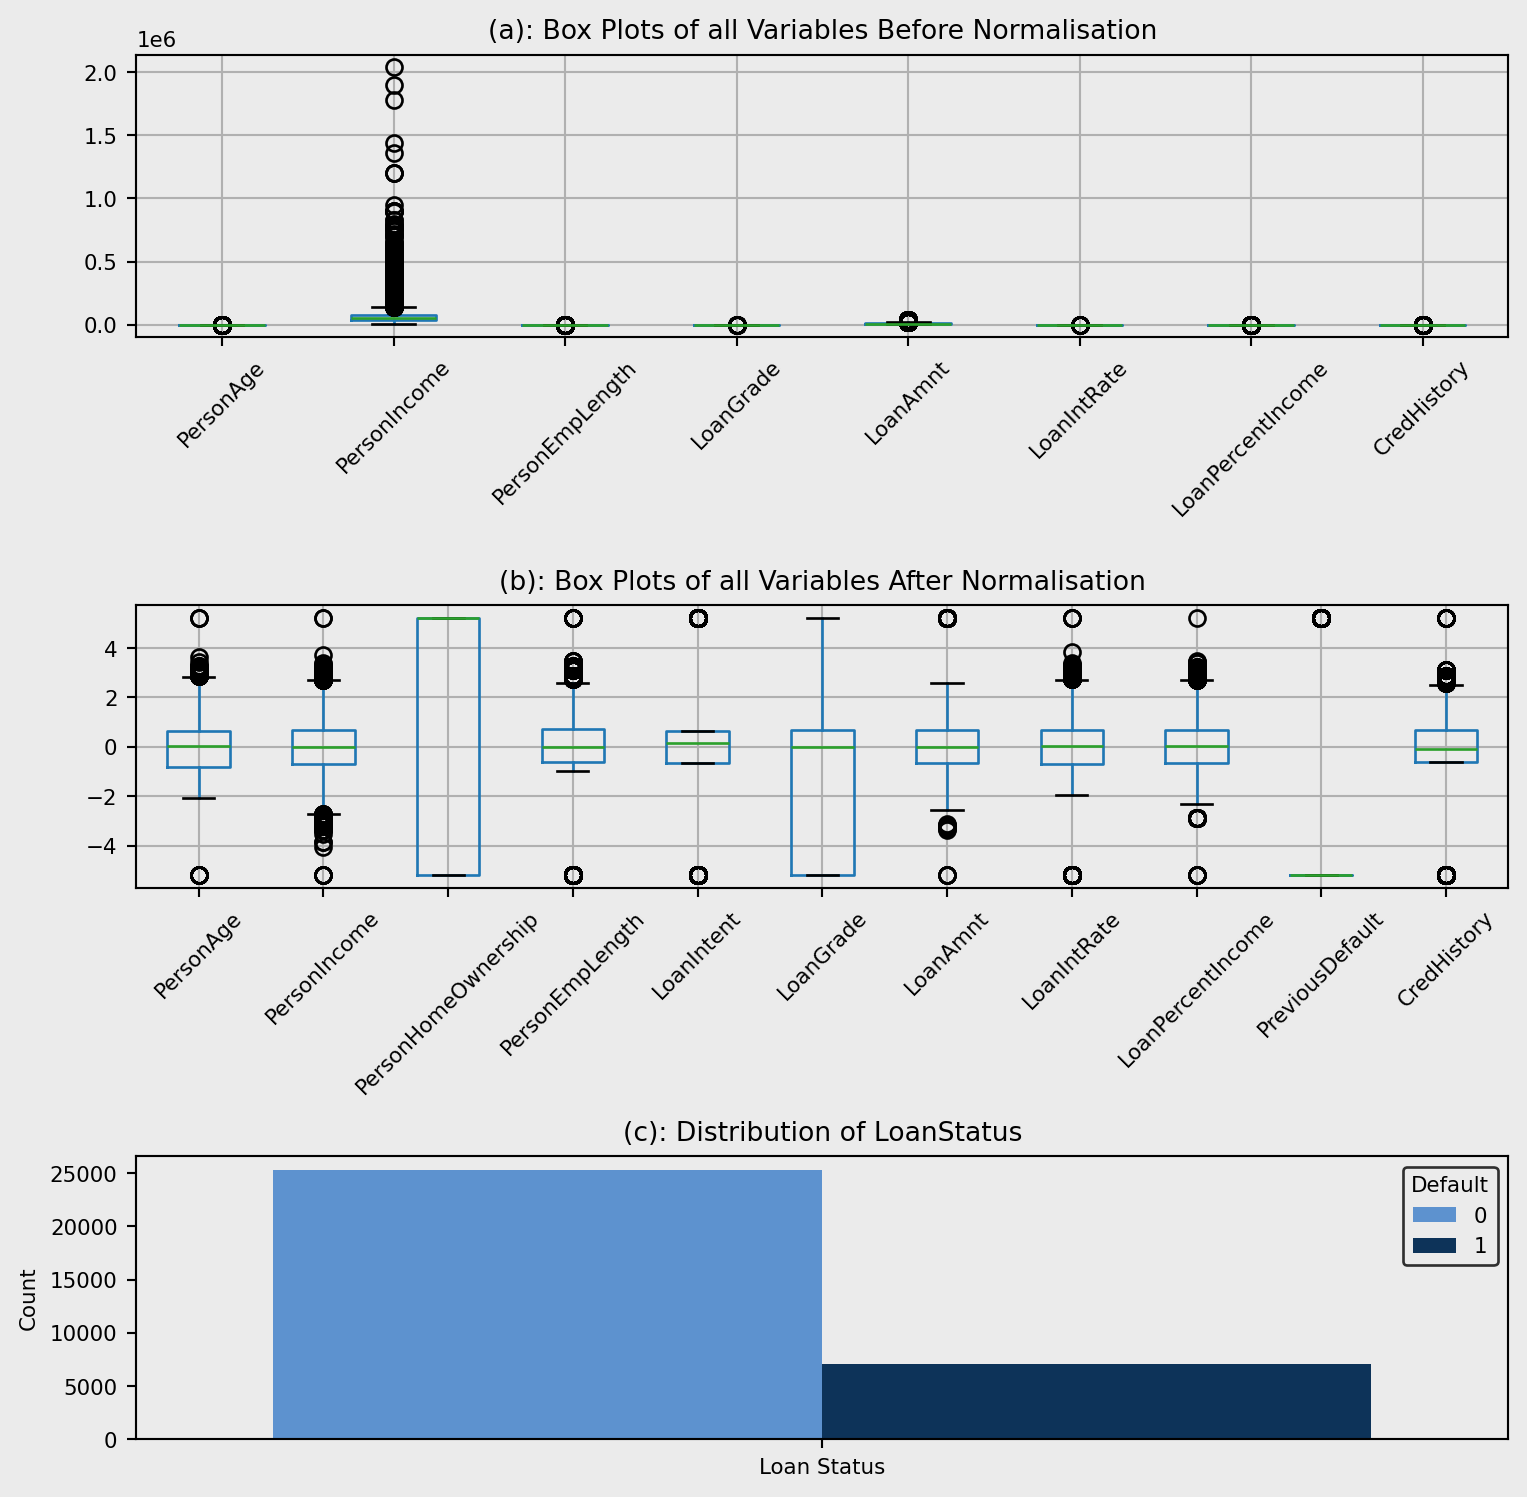 (a): Box Plots of all Variables Before Normalisation
1e6
2.0
1.5
1.0
0.5
0.0
PersonAge
PersonIncome
PersonEmpLength
LoanGrade
LoanAmnt
LoanIntRate
LoanPercentIncome
CredHistory
(b): Box Plots of all Variables After Normalisation
4
2
0
−2
−4
PersonAge
PersonIncome
PersonHomeOwnership
PersonEmpLength
LoanIntent
LoanGrade
LoanAmnt
LoanIntRate
LoanPercentIncome
PreviousDefault
CredHistory
(c): Distribution of LoanStatus
25000
20000
15000
10000
5000
0
Count
Default
0
1
Loan Status